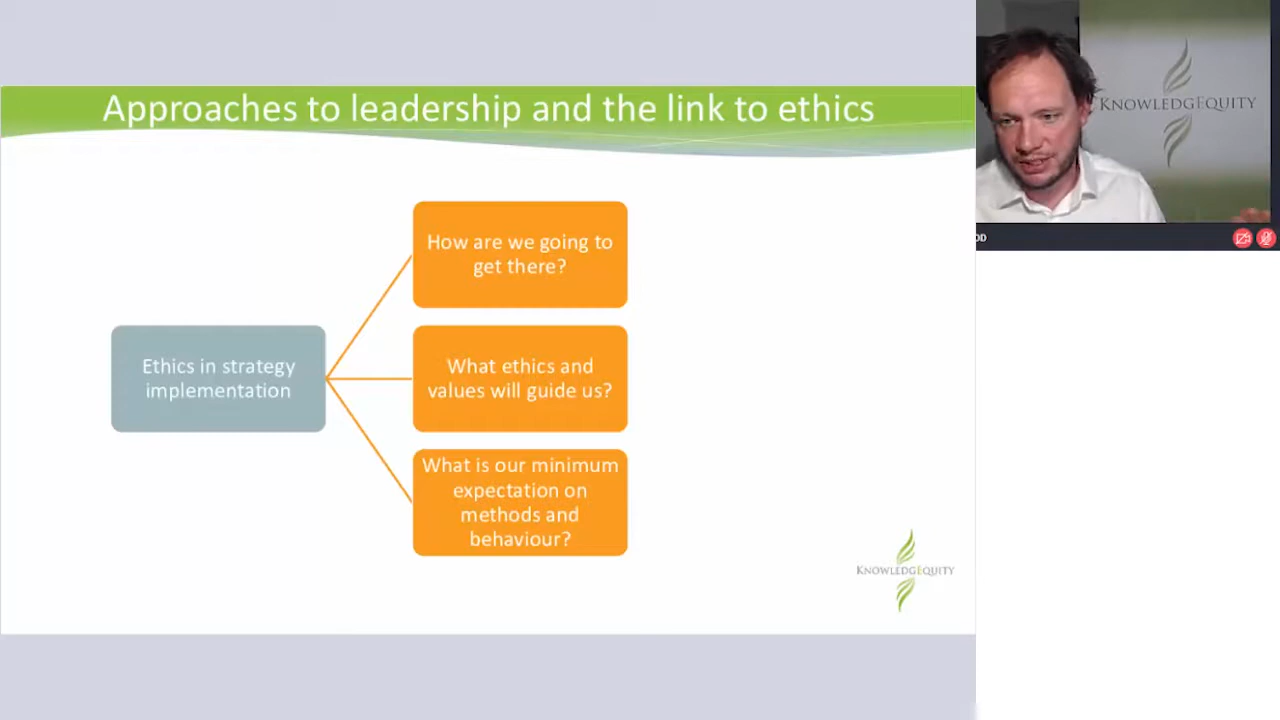 Approaches to leadership and the link to ethics
KNOWLEDGEQUITY
OD
How are we going to
get there?
Ethics in strategy
implementation
What ethics and
values will guide us?
What is our minimum
expectation on
methods and
behaviour?
KNOWLEDGEQUITY